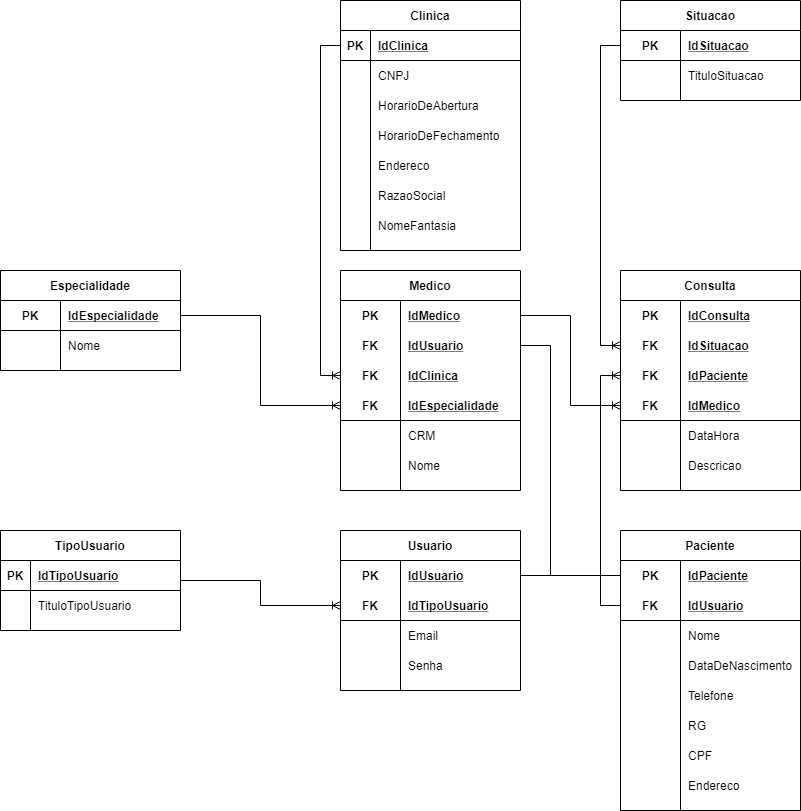 Clinica
PK IdClinica
CNPJ
HorarioDeAbertura
HorarioDeFechamento
Endereco
RazaoSocial
NomeFantasia
Situacao
PK IdSituacao
TituloSituacao
Especialidade
PK IdEspecialidade
Nome
Medico
PK IdMedico
FK IdUsuario
FK IdClinica
FK IdEspecialidade
CRM
Nome
Consulta
PK IdConsulta
FK IdSituacao
FK IdPaciente
FK IdMedico
DataHora
Descricao
TipoUsuario
PK IdTipoUsuario
TituloTipoUsuario
Usuario
PK IdUsuario
FK IdTipoUsuario
Email
Senha
Paciente
PK IdPaciente
FK IdUsuario
Nome
DataDeNascimento
Telefone
RG
CPF
Endereco